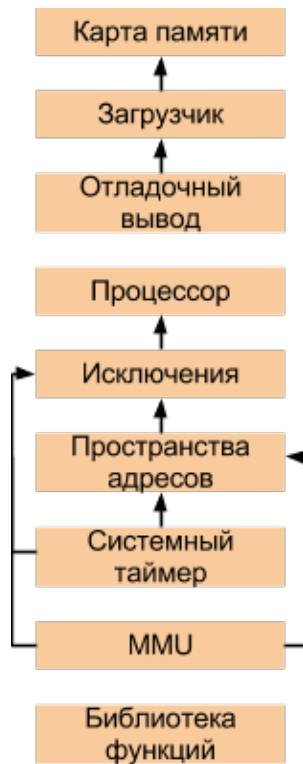 Карта памяти
Загрузчик
Отладочный
вывод
Процессор
Исключения
Пространства
адресов
Системный
таймер
MMU
Библиотека
функций